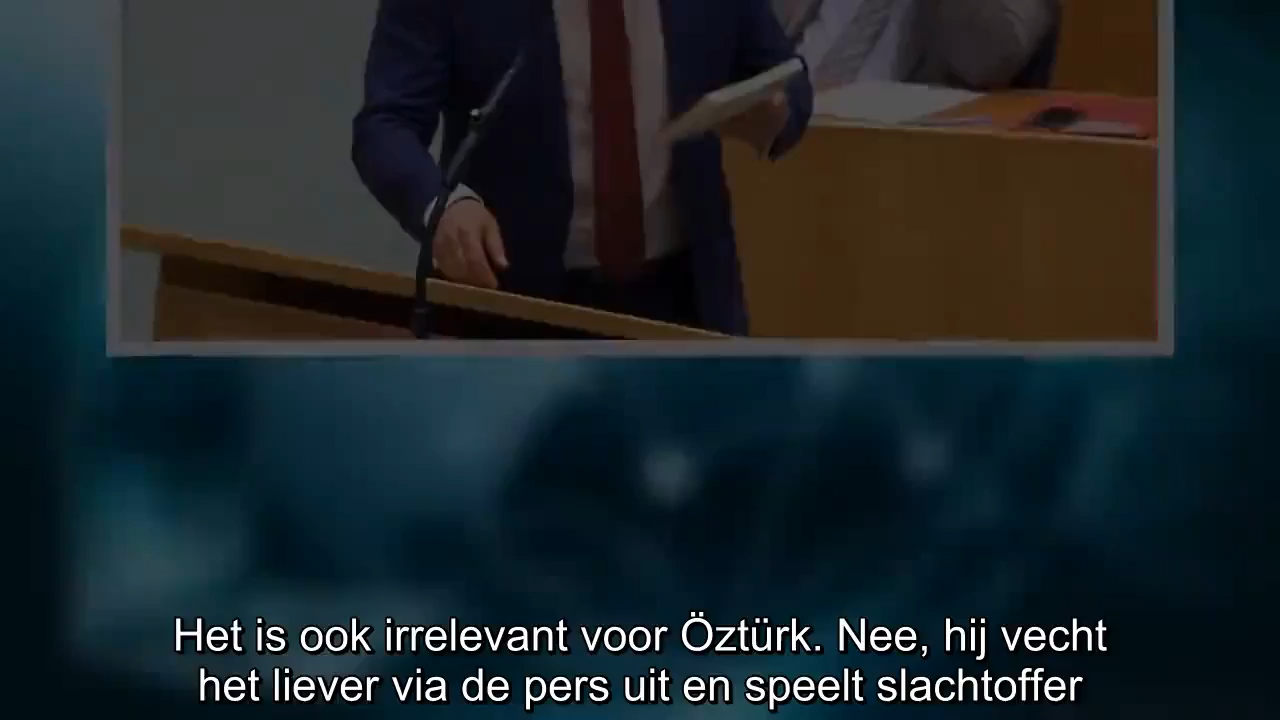 Het is ook irrelevant voor Öztürk. Nee, hij vecht
het liever via de pers uit en speelt slachtoffer